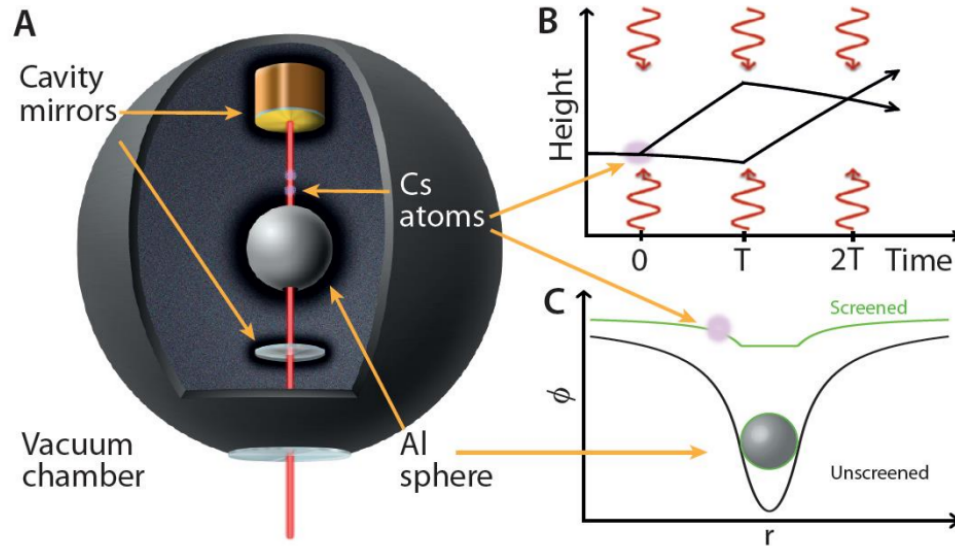 A
Cavity
mirrors
Cs
atoms
Vacuum
chamber
Al
sphere
B
Height
0
T
2T
Time
C
Screened
ϕ
Unscreened
r